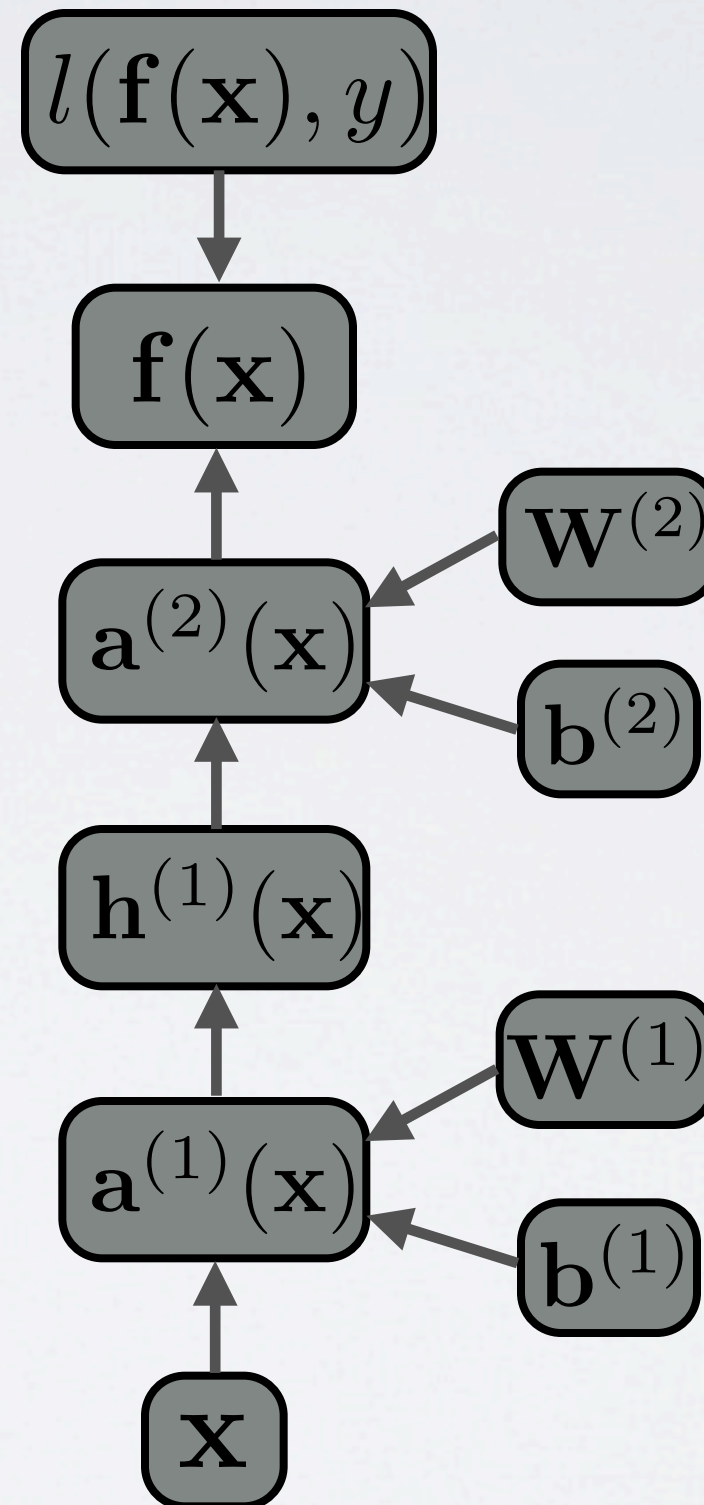 l(f(x), y)
f(x)
W^(2)
a^(2)(x)
b^(2)
h^(1)(x)
W^(1)
a^(1)(x)
b^(1)
x